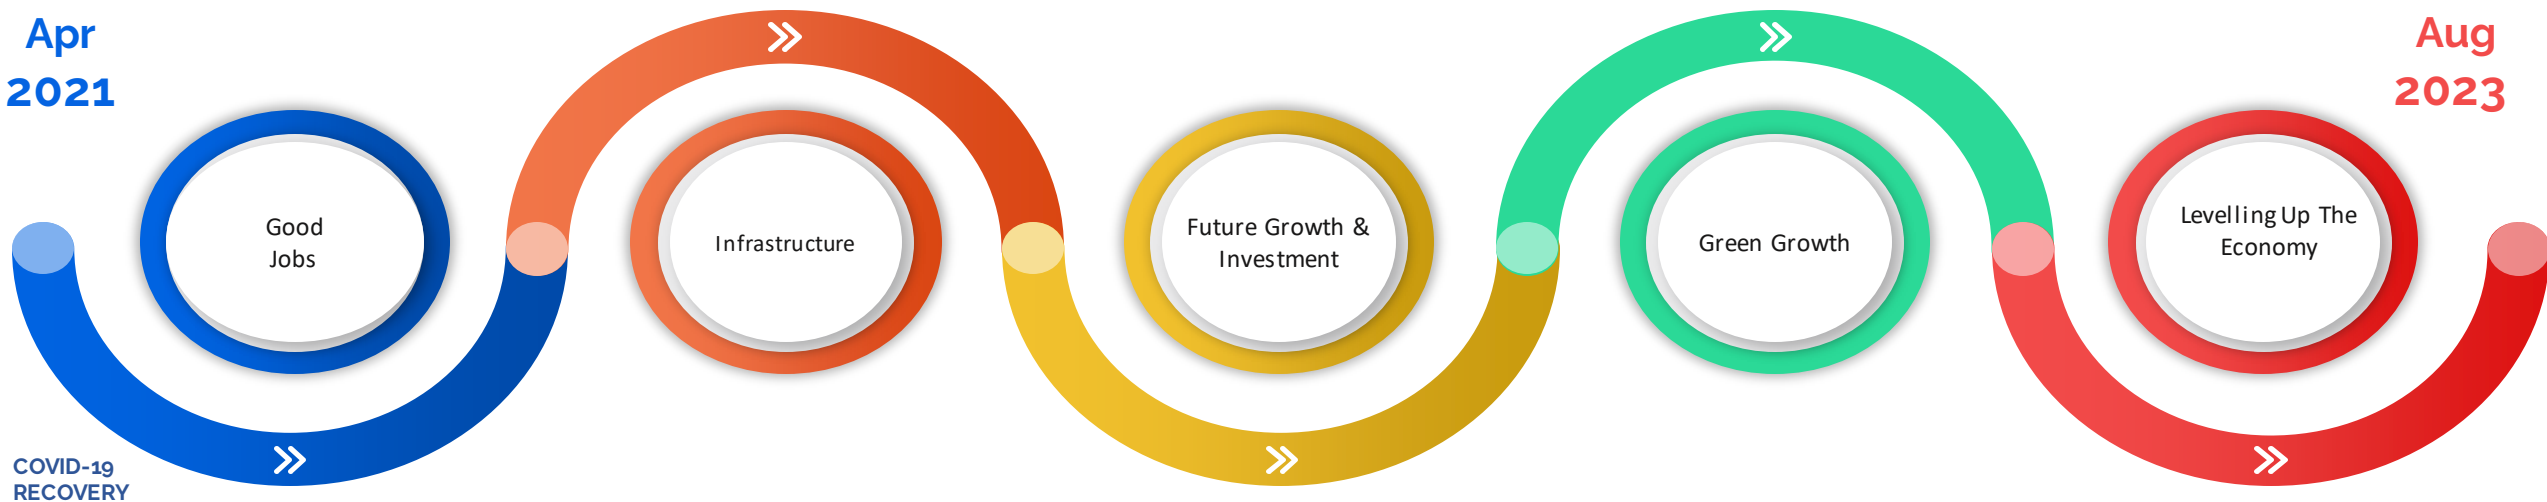 Apr
2021
Aug
2023
Good
Jobs
Infrastructure
Future Growth &
Investment
Green Growth
Levelling Up The
Economy
COVID-19
RECOVERY